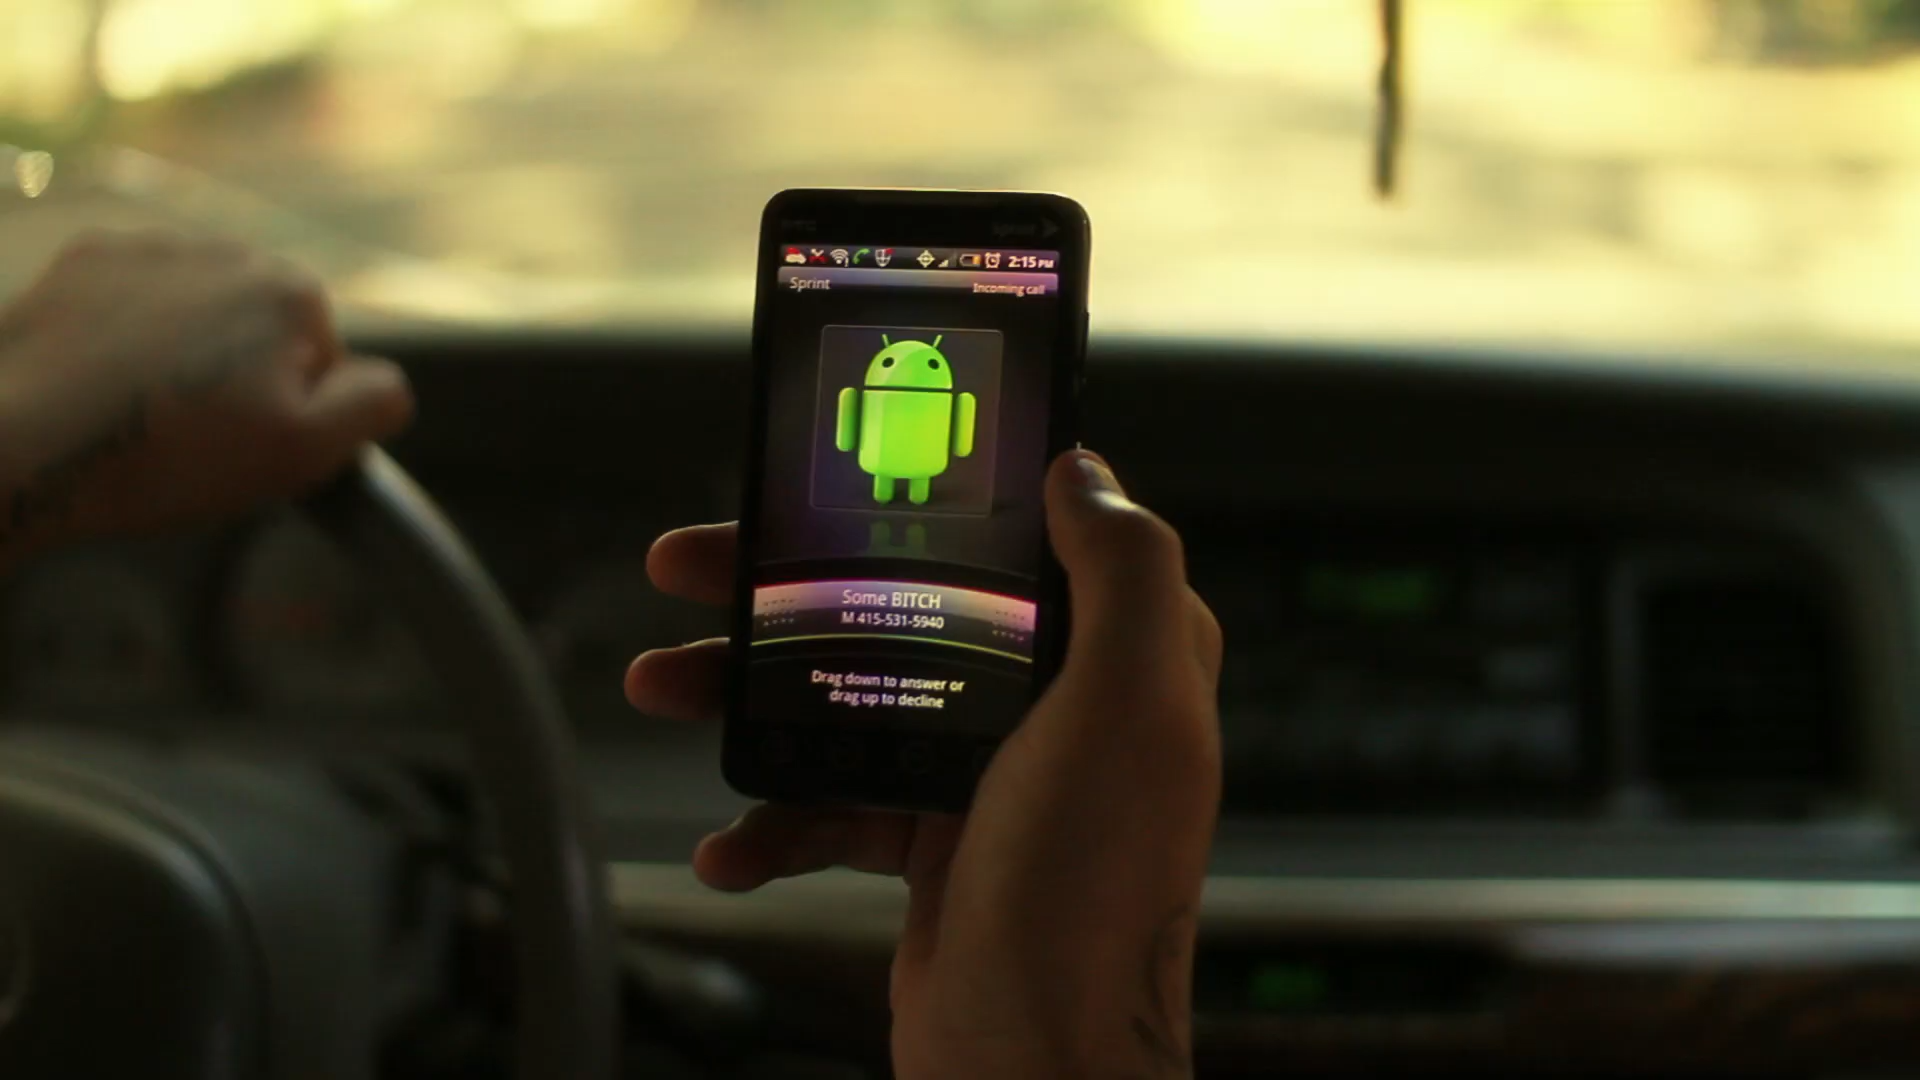 2:15 PM
Sprint
Incoming call
Some BITCH
M 415-531-5940
Drag down to answer or
drag up to decline